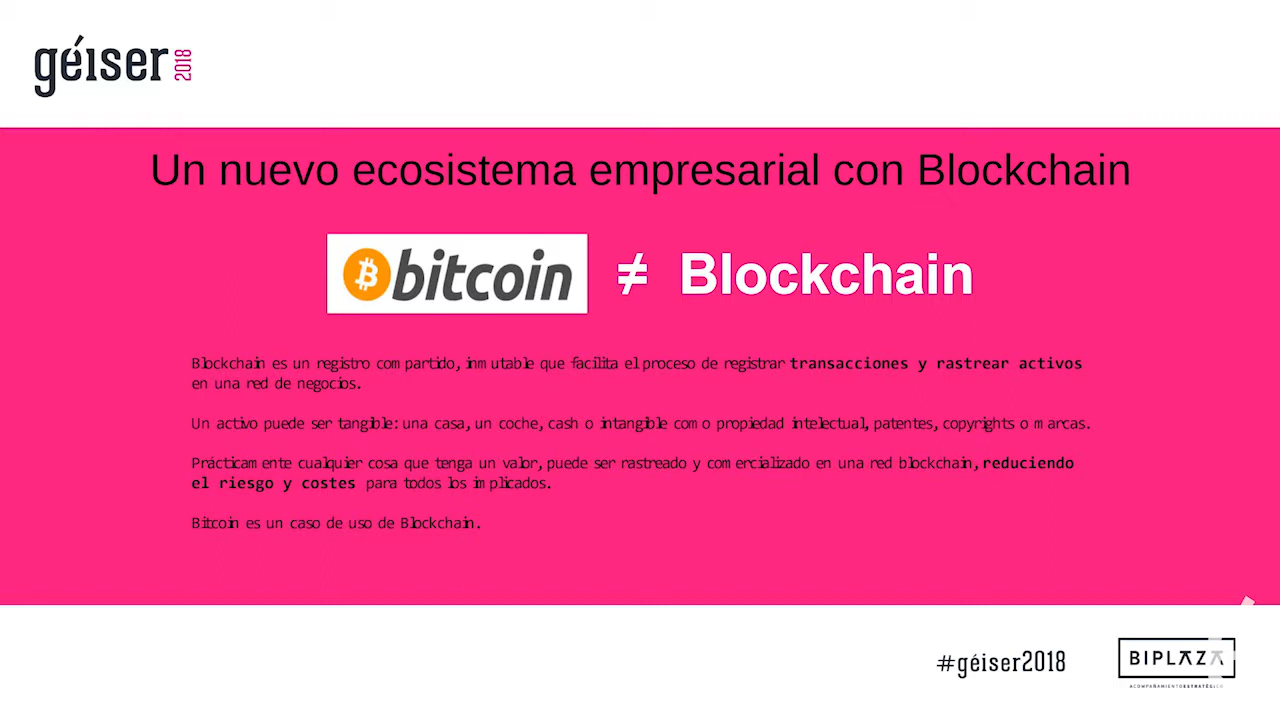 géiser 2018
Un nuevo ecosistema empresarial con Blockchain
bitcoin ≠ Blockchain
Blockchain es un registro compartido, inmutable que facilita el proceso de registrar transacciones y rastrear activos
en una red de negocios.
Un activo puede ser tangible: una casa, un coche, cash o intangible como propiedad intelectual, patentes, copyrights o marcas.
Prácticamente cualquier cosa que tenga un valor, puede ser rastreado y comercializado en una red blockchain, reduciendo
el riesgo y costes para todos los implicados.
Bitcoin es un caso de uso de Blockchain.
#géiser2018
BIPLAZA
ACOMPAÑAMIENTO ESTRATÉGICO